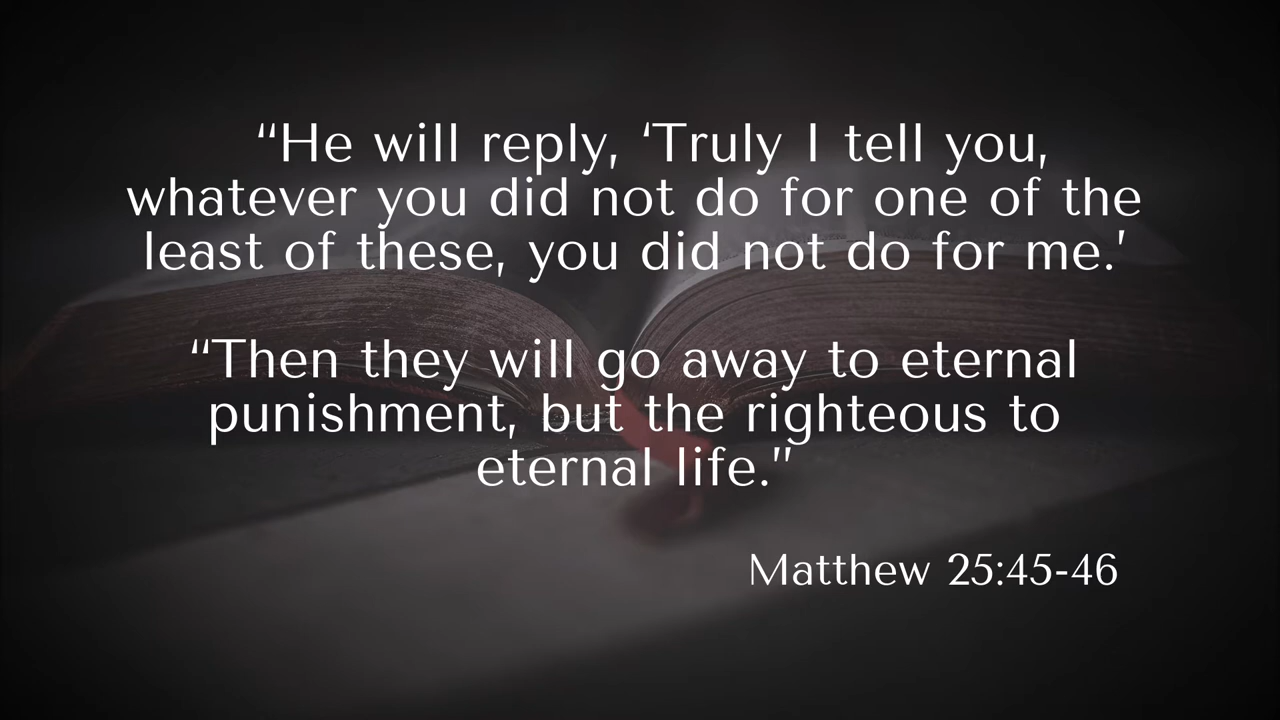 “He will reply, ‘Truly I tell you,
whatever you did not do for one of the
least of these, you did not do for me.’
“Then they will go away to eternal
punishment, but the righteous to
eternal life.”
Matthew 25:45-46